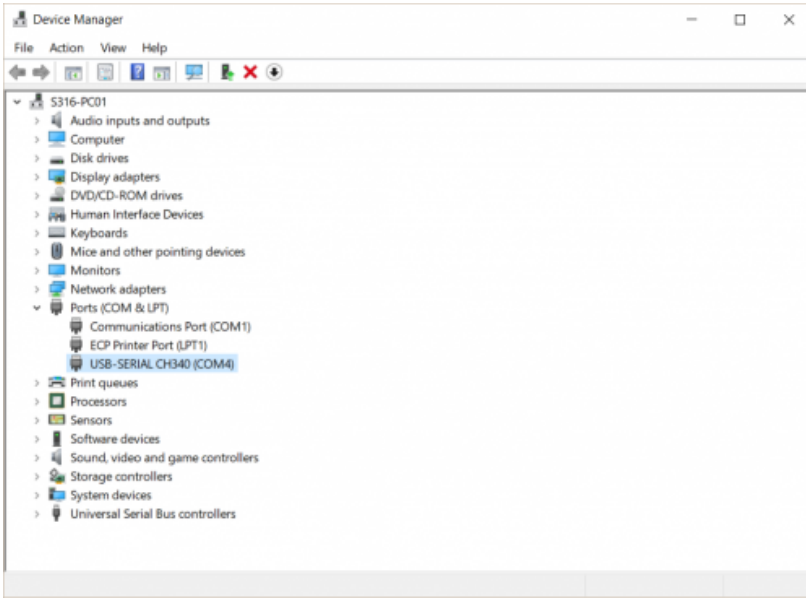 Device Manager
File Action View Help
S316-PC01
Audio inputs and outputs
Computer
Disk drives
Display adapters
DVD/CD-ROM drives
Human Interface Devices
Keyboards
Mice and other pointing devices
Monitors
Network adapters
Ports (COM & LPT)
Communications Port (COM1)
ECP Printer Port (LPT1)
USB-SERIAL CH340 (COM4)
Print queues
Processors
Sensors
Software devices
Sound, video and game controllers
Storage controllers
System devices
Universal Serial Bus controllers